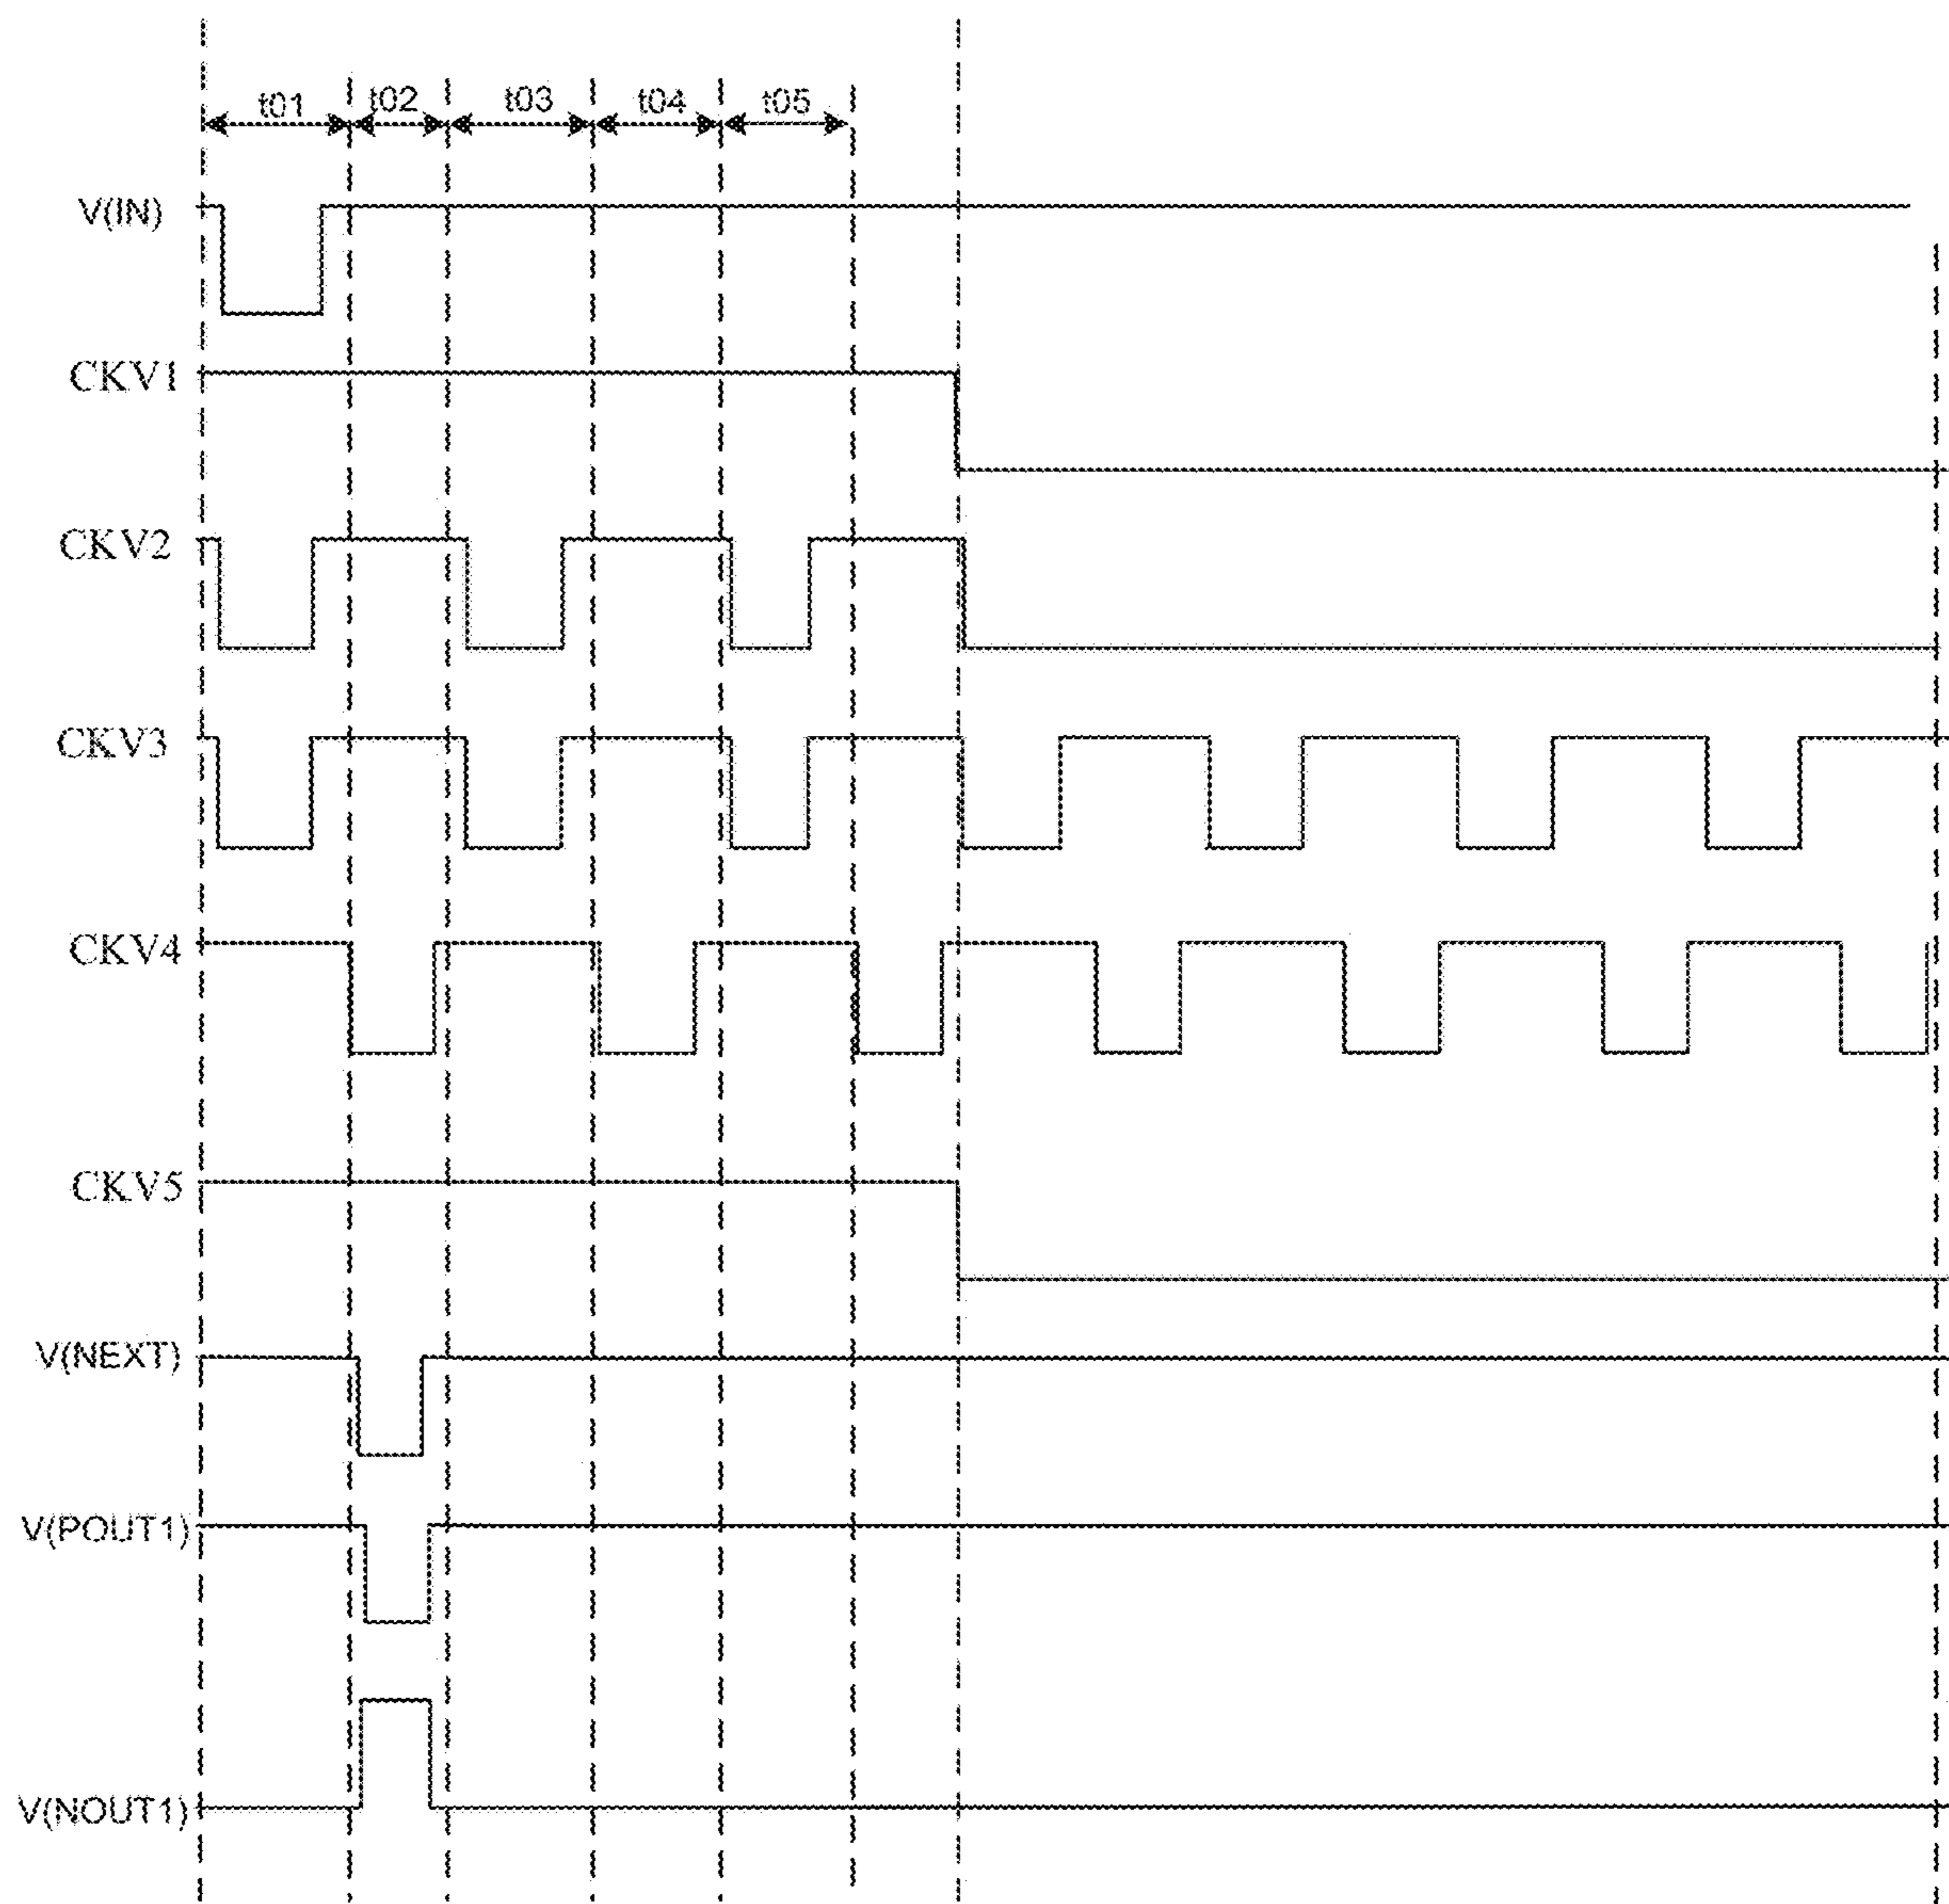 t01 t02 t03 t04 t05
V(IN)
CKV1
CKV2
CKV3
CKV4
CKV5
V(NEXT)
V(POUT1)
V(NOUT1)